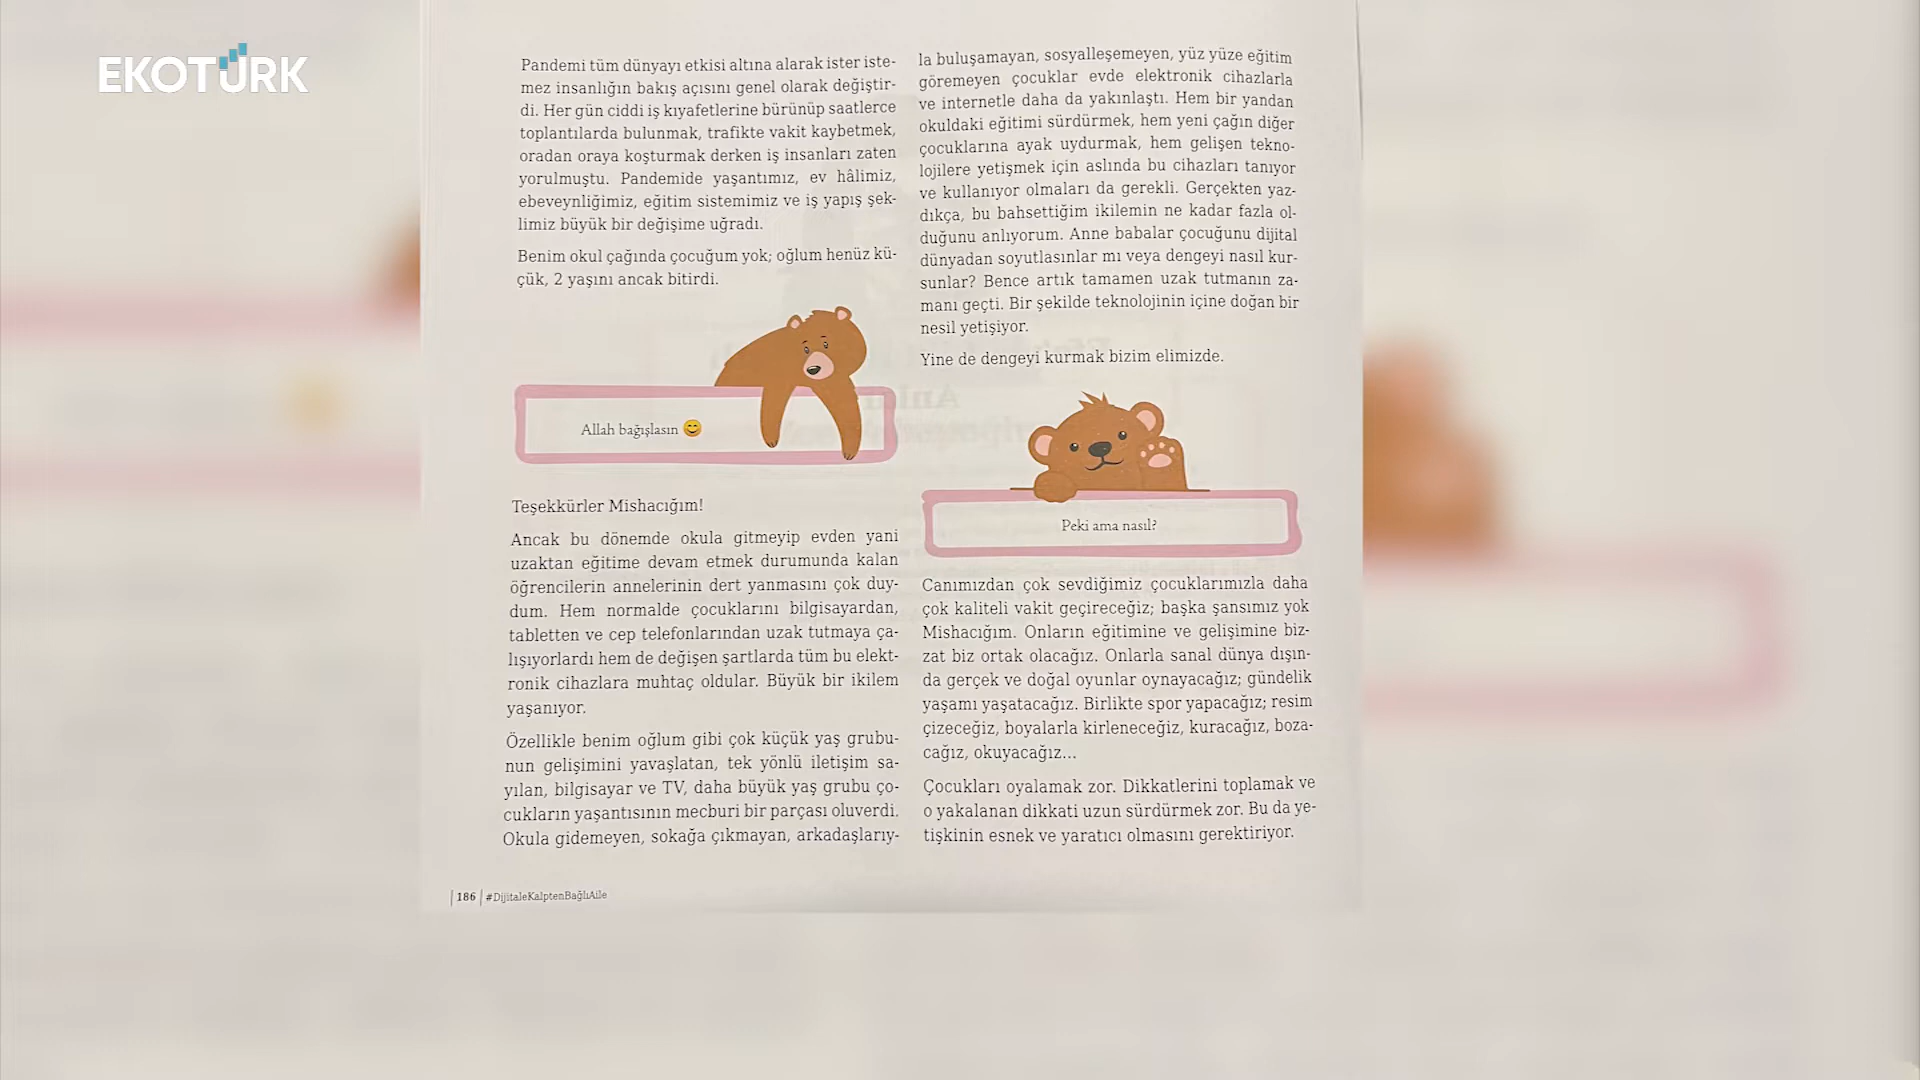 EKOTÜRK
Pandemi tüm dünyayı etkisi altına alarak ister iste-
mez insanlığın bakış açısını genel olarak değiştir-
di. Her gün ciddi iş kıyafetlerine bürünüp saatlerce
toplantılarda bulunmak, trafikte vakit kaybetmek,
oradan oraya koşturmak derken iş insanları zaten
yorulmuştu. Pandemide yaşantımız, ev hâlimiz,
ebeveynliğimiz, eğitim sistemimiz ve iş yapış şek-
limiz büyük bir değişime uğradı.
Benim okul çağında çocuğum yok; oğlum henüz kü-
çük, 2 yaşını ancak bitirdi.
Allah bağışlasın 😊
Teşekkürler Mishacığım!
Ancak bu dönemde okula gitmeyip evden yani
uzaktan eğitime devam etmek durumunda kalan
öğrencilerin annelerinin dert yanmasını çok duy-
dum. Hem normalde çocuklarını bilgisayardan,
tabletten ve cep telefonlarından uzak tutmaya ça-
lışıyorlardı hem de değişen şartlarda tüm bu elekt-
ronik cihazlara muhtaç oldular. Büyük bir ikilem
yaşanıyor.
Özellikle benim oğlum gibi çok küçük yaş grubu-
nun gelişimini yavaşlatan, tek yönlü iletişim sa-
yılan, bilgisayar ve TV, daha büyük yaş grubu ço-
cukların yaşantısının mecburi bir parçası oluverdi.
Okula gidemeyen, sokağa çıkmayan, arkadaşlarıy-
la buluşamayan, sosyalleşemeyen, yüz yüze eğitim
göremeyen çocuklar evde elektronik cihazlarla
ve internetle daha da yakınlaştı. Hem bir yandan
okuldaki eğitimi sürdürmek, hem yeni çağın diğer
çocuklarına ayak uydurmak, hem gelişen tekno-
lojilere yetişmek için aslında bu cihazları tanıyor
ve kullanıyor olmaları da gerekli. Gerçekten yaz-
dıkça, bu bahsettiğim ikilemin ne kadar fazla ol-
duğunu anlıyorum. Anne babalar çocuğunu dijital
dünyadan soyutlasınlar mı veya dengeyi nasıl kur-
sunlar? Bence artık tamamen uzak tutmanın za-
manı geçti. Bir şekilde teknolojinin içine doğan bir
nesil yetişiyor.
Yine de dengeyi kurmak bizim elimizde.
Peki ama nasıl?
Canımızdan çok sevdiğimiz çocuklarımızla daha
çok kaliteli vakit geçireceğiz; başka şansımız yok
Mishacığım. Onların eğitimine ve gelişimine biz-
zat biz ortak olacağız. Onlarla sanal dünya dışın-
da gerçek ve doğal oyunlar oynayacağız; gündelik
yaşamı yaşatacağız. Birlikte spor yapacağız; resim
çizeceğiz, boyalarla kirleneceğiz, kuracağız, boza-
cağız, okuyacağız...
Çocukları oyalamak zor. Dikkatlerini toplamak ve
o yakalanan dikkati uzun sürdürmek zor. Bu da ye-
tişkinin esnek ve yaratıcı olmasını gerektiriyor.
186 #DijitaleKalptenBağlıAile